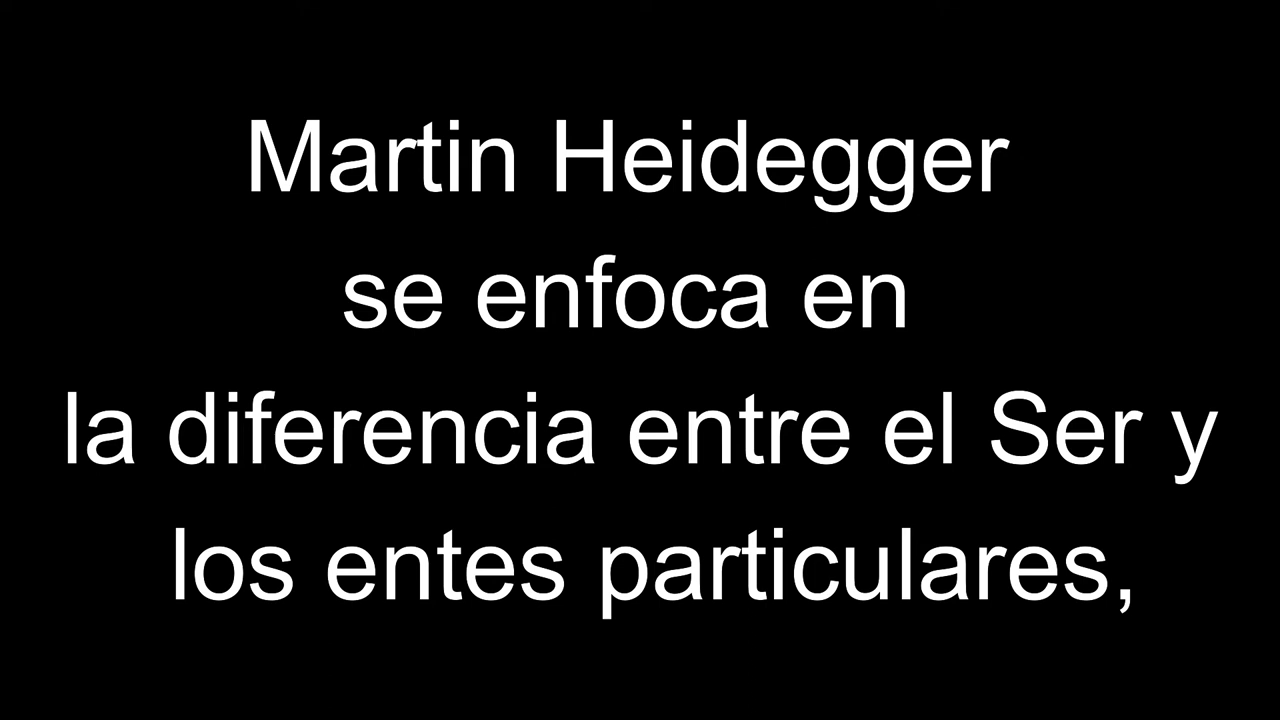 Martin Heidegger
se enfoca en
la diferencia entre el Ser y
los entes particulares,